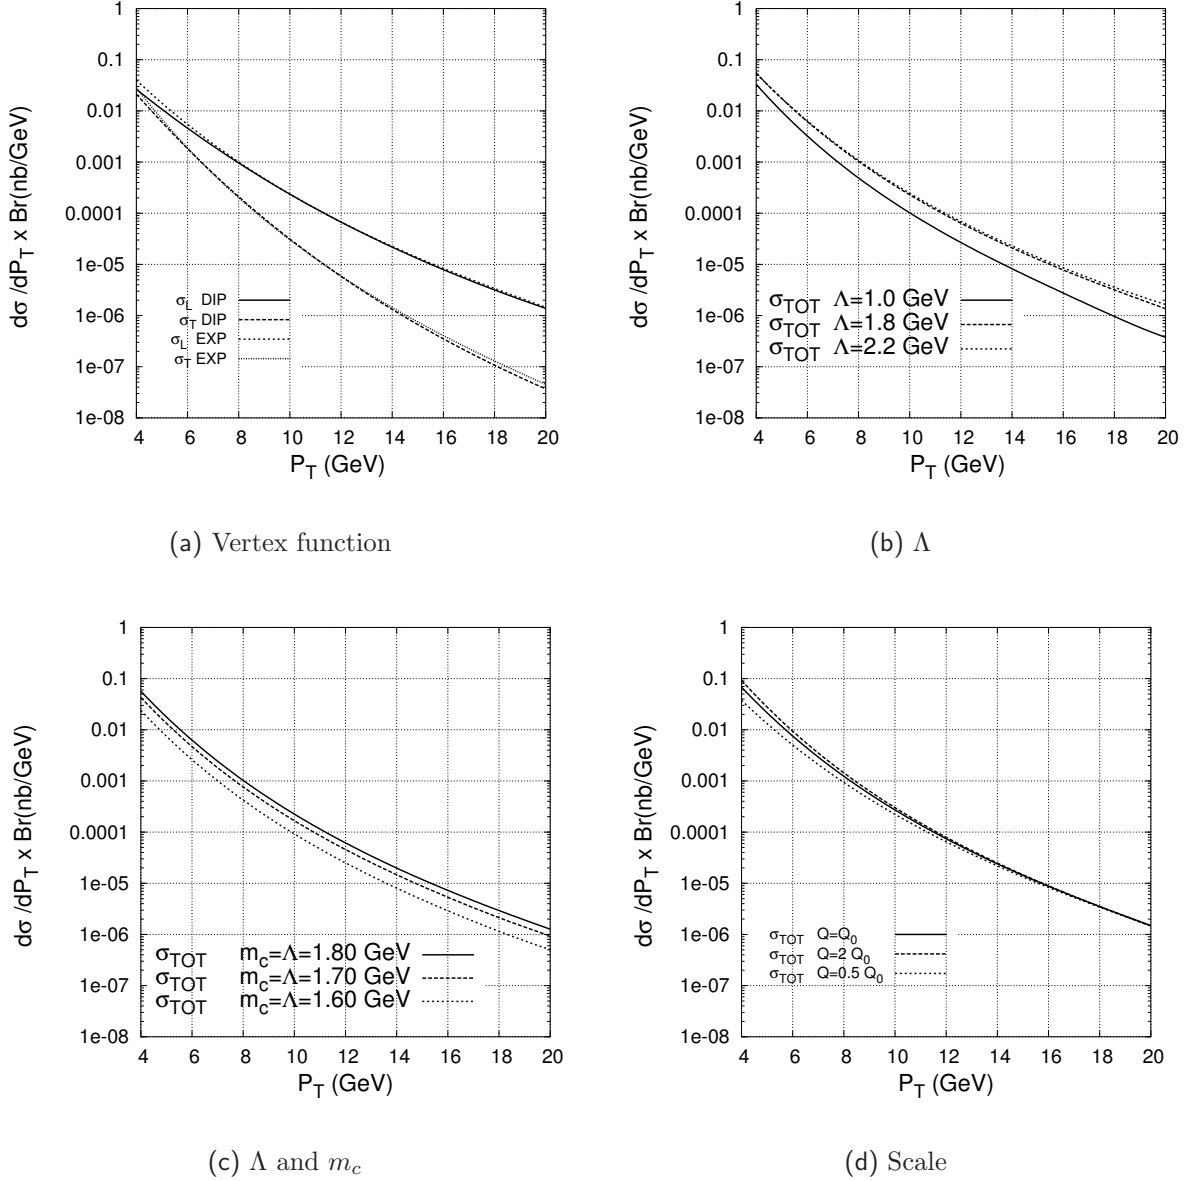 1
0.1
0.01
0.001
0.0001
1e-05
1e-06
1e-07
1e-08
dσ/dP_T x Br(nb/GeV)
σ_L DIP
σ_T DIP
σ_L EXP
σ_T EXP
4 6 8 10 12 14 16 18 20
P_T (GeV)
(a) Vertex function
1
0.1
0.01
0.001
0.0001
1e-05
1e-06
1e-07
1e-08
dσ/dP_T x Br(nb/GeV)
σ_TOT Λ=1.0 GeV
σ_TOT Λ=1.8 GeV
σ_TOT Λ=2.2 GeV
4 6 8 10 12 14 16 18 20
P_T (GeV)
(b) Λ
1
0.1
0.01
0.001
0.0001
1e-05
1e-06
1e-07
1e-08
dσ/dP_T x Br(nb/GeV)
σ_TOT m_c=Λ=1.80 GeV
σ_TOT m_c=Λ=1.70 GeV
σ_TOT m_c=Λ=1.60 GeV
4 6 8 10 12 14 16 18 20
P_T (GeV)
(c) Λ and m_c
1
0.1
0.01
0.001
0.0001
1e-05
1e-06
1e-07
1e-08
dσ/dP_T x Br(nb/GeV)
σ_TOT Q=Q_0
σ_TOT Q=2 Q_0
σ_TOT Q=0.5 Q_0
4 6 8 10 12 14 16 18 20
P_T (GeV)
(d) Scale